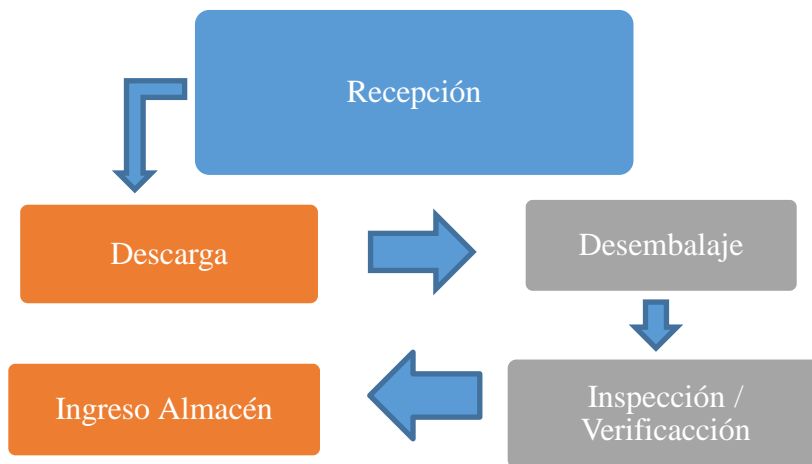 Recepción
Descarga
Desembalaje
Inspección /
Verificacción
Ingreso Almacén